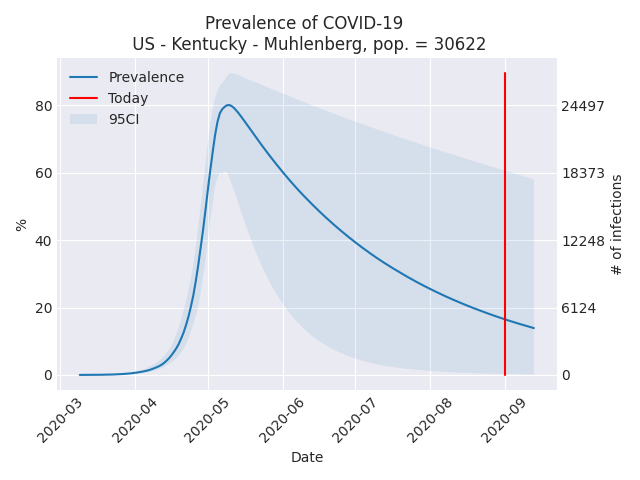 Prevalence of COVID-19
US - Kentucky - Muhlenberg, pop. = 30622
Prevalence
Today
95CI
80
60
40
20
0
%
24497
18373
12248
6124
0
# of infections
2020-03
2020-04
2020-05
2020-06
2020-07
2020-08
2020-09
Date